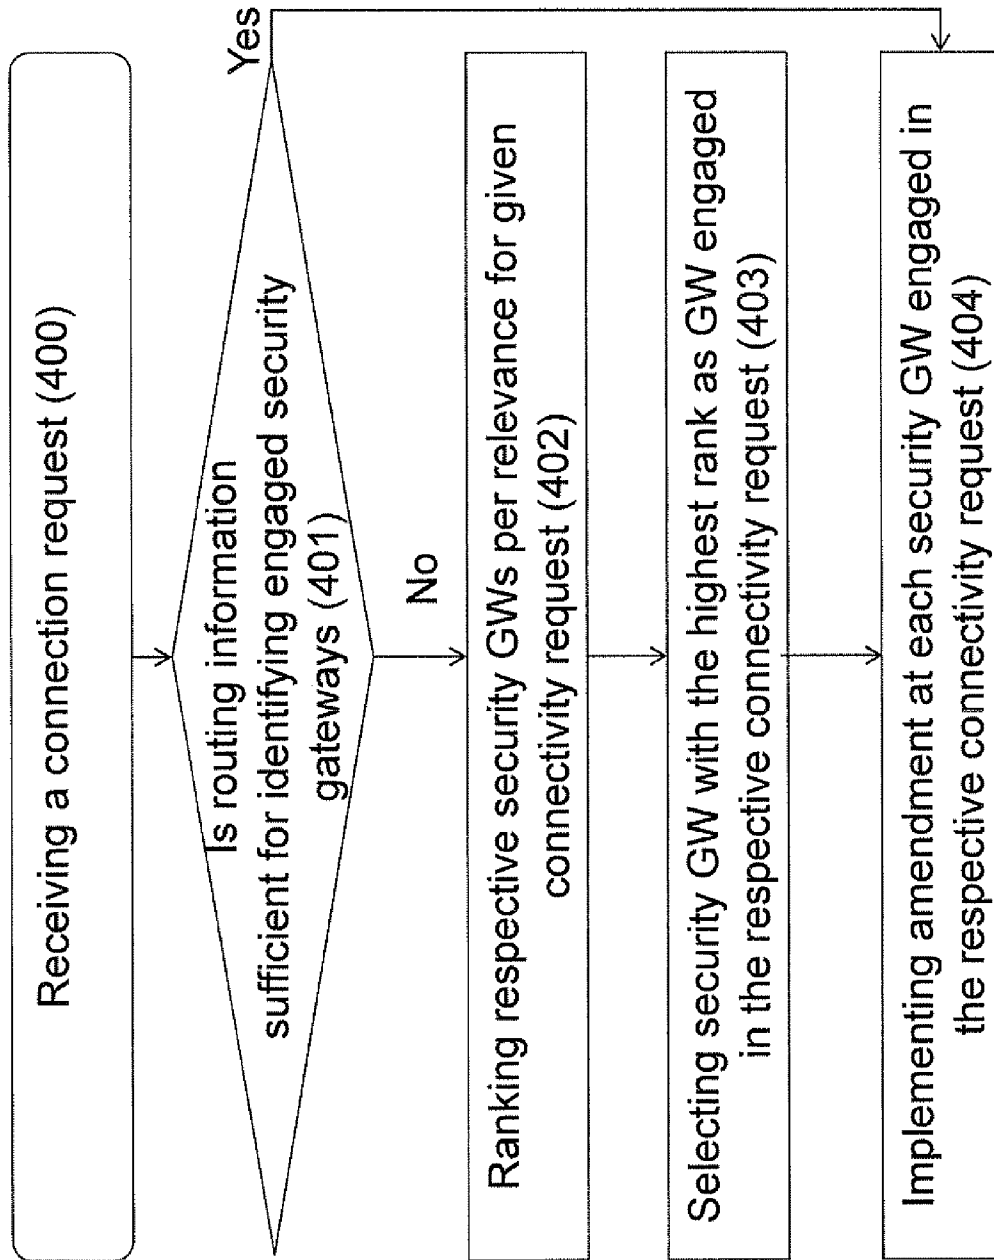 Receiving a connection request (400)
Is routing information
sufficient for identifying engaged security
gateways (401)
Yes
No
Ranking respective security GWs per relevance for given
connectivity request (402)
Selecting security GW with the highest rank as GW engaged
in the respective connectivity request (403)
Implementing amendment at each security GW engaged in
the respective connectivity request (404)